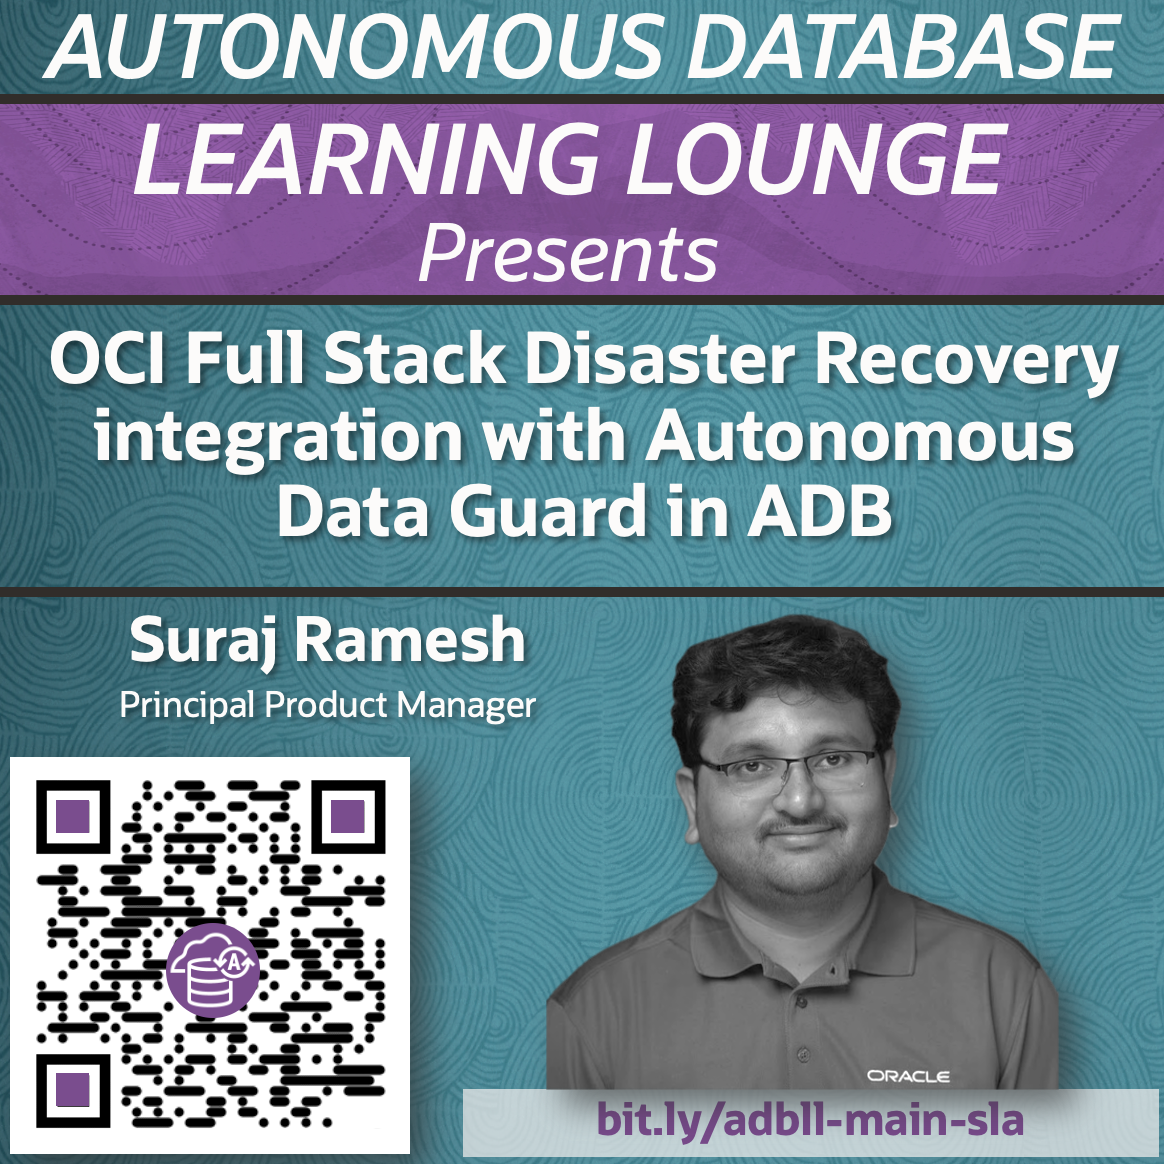 AUTONOMOUS DATABASE
LEARNING LOUNGE
Presents
OCI Full Stack Disaster Recovery
integration with Autonomous
Data Guard in ADB
Suraj Ramesh
Principal Product Manager
A
ORACLE
bit.ly/adbll-main-sla